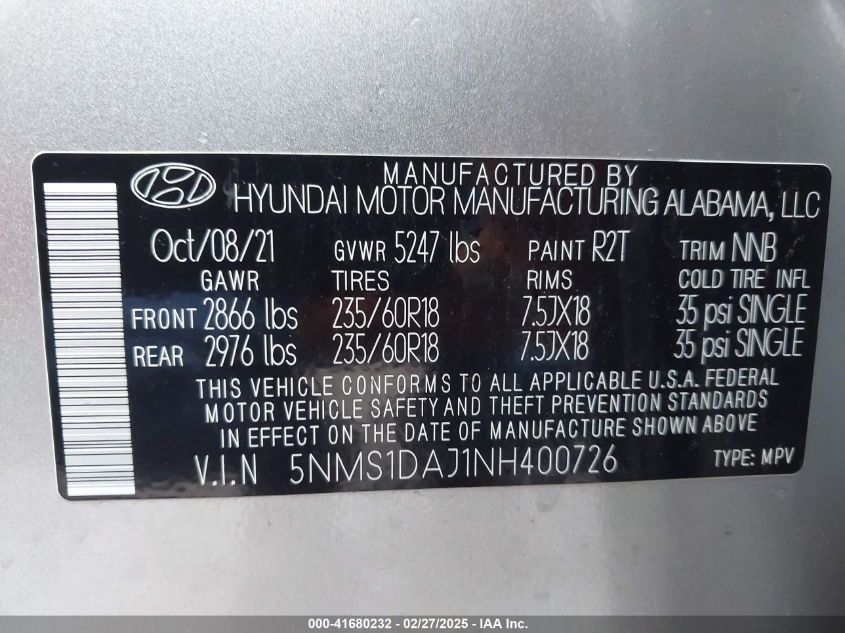 MANUFACTURED BY
HYUNDAI MOTOR MANUFACTURING ALABAMA, LLC
Oct/08/21 GVWR 5247 lbs PAINT R2T TRIM NNB
GAWR TIRES RIMS COLD TIRE INFL
FRONT 2866 lbs 235/60R18 7.5JX18 35 psi SINGLE
REAR 2976 lbs 235/60R18 7.5JX18 35 psi SINGLE
THIS VEHICLE CONFORMS TO ALL APPLICABLE U.S.A. FEDERAL
MOTOR VEHICLE SAFETY AND THEFT PREVENTION STANDARDS
IN EFFECT ON THE DATE OF MANUFACTURE SHOWN ABOVE
V.I.N 5NMS1DAJ1NH400726 TYPE: MPV
000-41680232 - 02/27/2025 - IAA Inc.